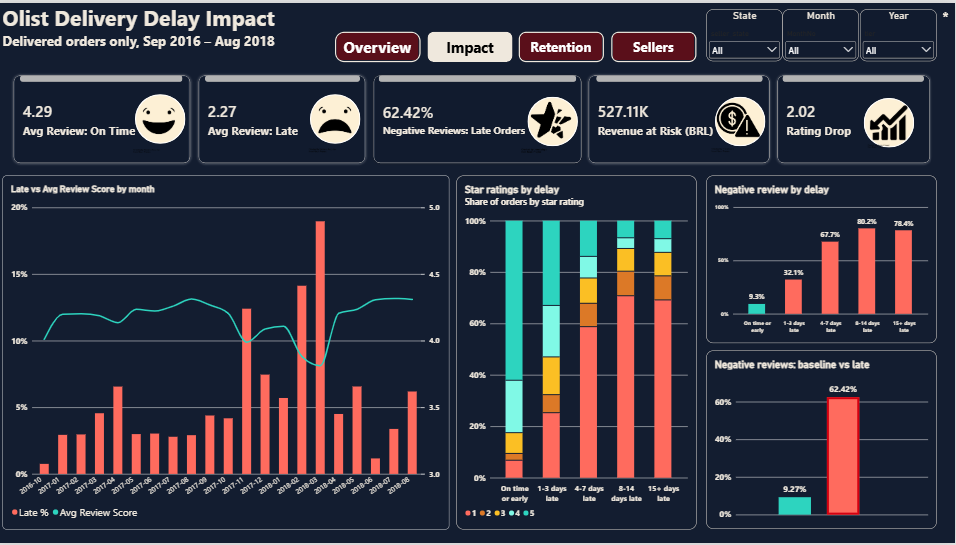 Olist Delivery Delay Impact
Delivered orders only, Sep 2016 – Aug 2018
Overview
Impact
Retention
Sellers
State
All
Month
All
Year
All
*
4.29
Avg Review: On Time
2.27
Avg Review: Late
62.42%
Negative Reviews: Late Orders
527.11K
Revenue at Risk (BRL)
2.02
Rating Drop
Late vs Avg Review Score by month
20%
15%
10%
5%
0%
5.0
4.5
4.0
3.5
3.0
2016-10
2017-01
2017-02
2017-03
2017-04
2017-05
2017-06
2017-07
2017-08
2017-09
2017-10
2017-11
2017-12
2018-01
2018-02
2018-03
2018-04
2018-05
2018-06
2018-07
2018-08
Late %
Avg Review Score
Star ratings by delay
Share of orders by star rating
100%
80%
60%
40%
20%
0%
On time or early
1-3 days late
4-7 days late
8-14 days late
15+ days late
1
2
3
4
5
Negative review by delay
100%
50%
0%
9.3%
32.1%
67.7%
80.2%
78.4%
On time or early
1-3 days late
4-7 days late
8-14 days late
15+ days late
Negative reviews: baseline vs late
60%
40%
20%
0%
9.27%
62.42%